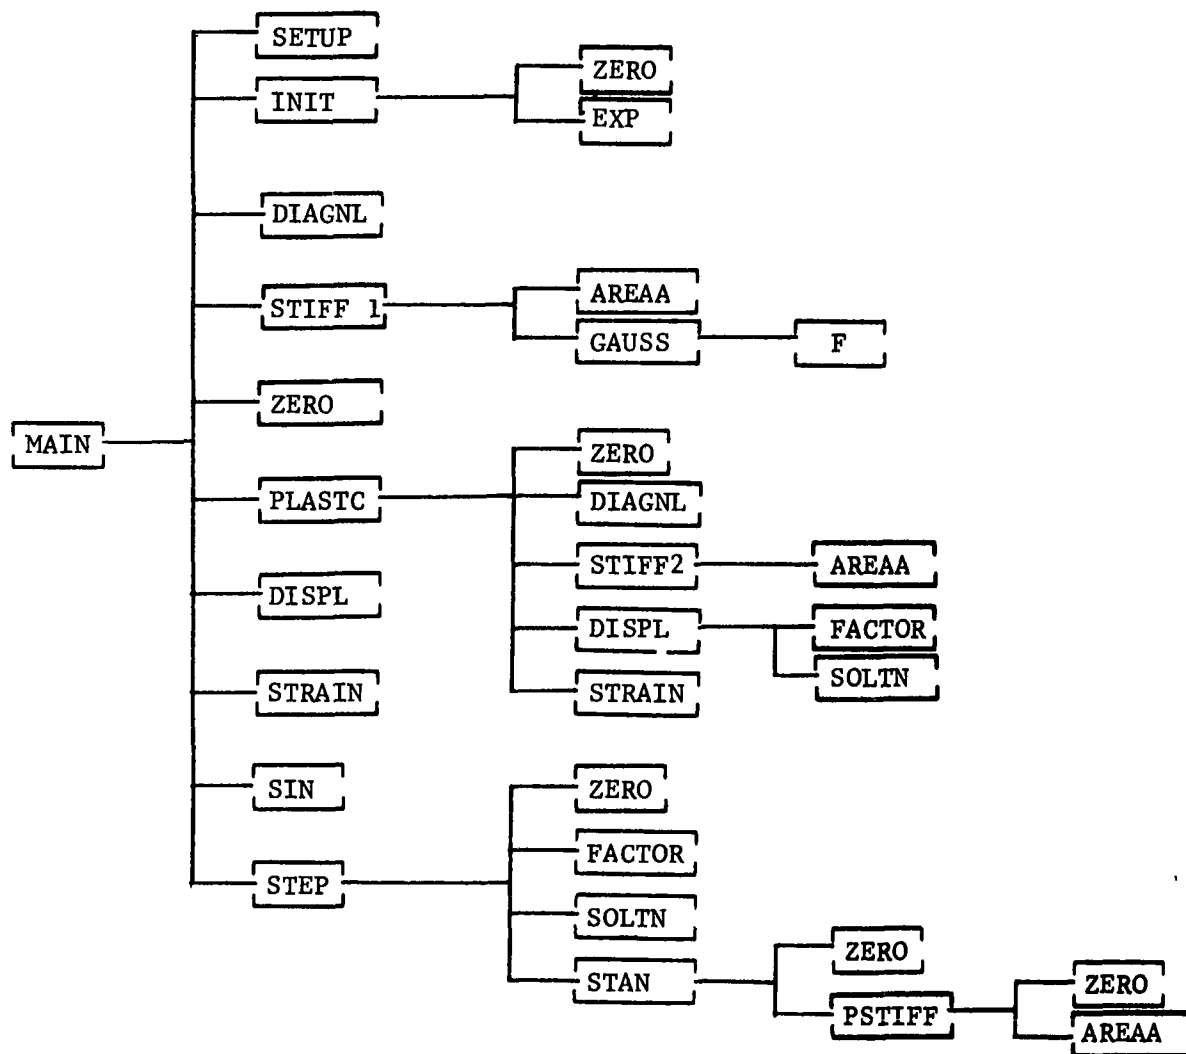 SETUP
ZERO
INIT
EXP
DIAGNL
AREAA
STIFF 1
GAUSS
F
ZERO
MAIN
ZERO
PLASTC
DIAGNL
STIFF2
AREAA
DISPL
DISPL
FACTOR
SOLTN
STRAIN
STRAIN
ZERO
SIN
FACTOR
STEP
SOLTN
ZERO
STAN
ZERO
PSTIFF
AREAA